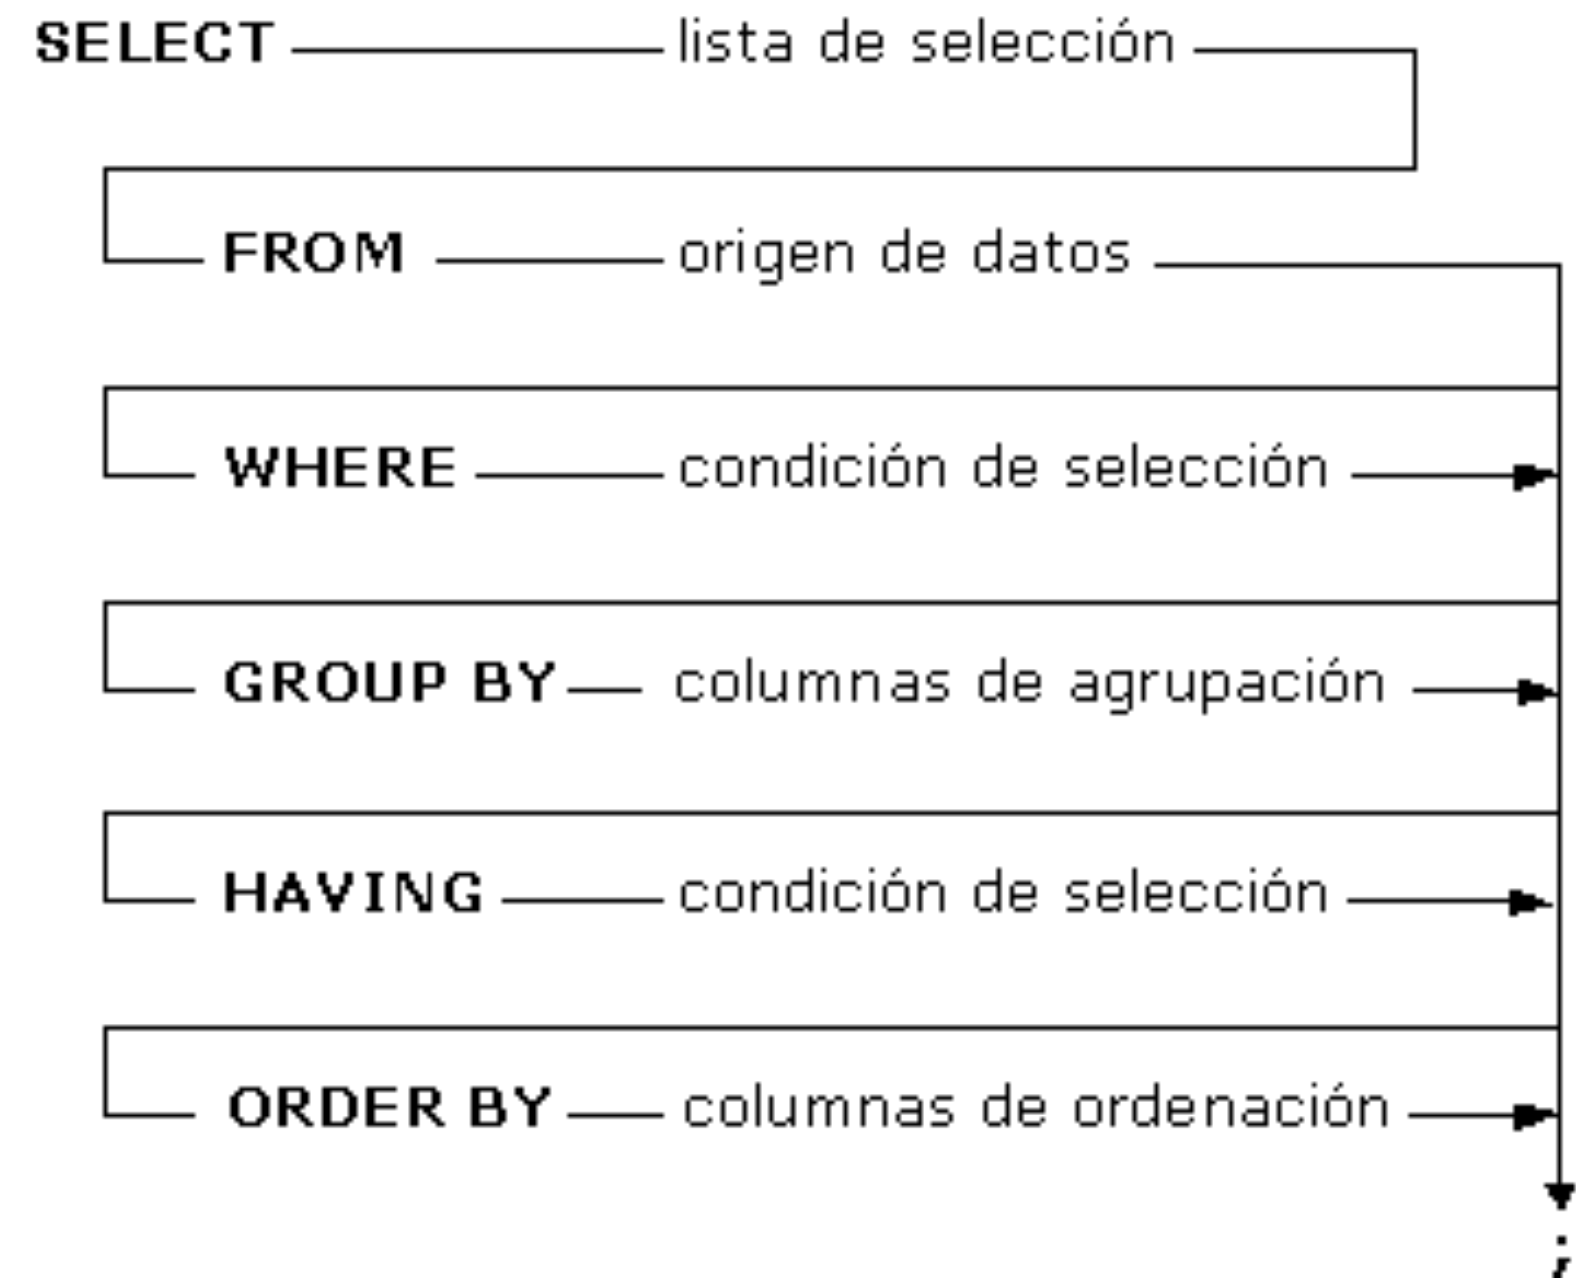 SELECT lista de selección
FROM origen de datos
WHERE condición de selección
GROUP BY columnas de agrupación
HAVING condición de selección
ORDER BY columnas de ordenación
;